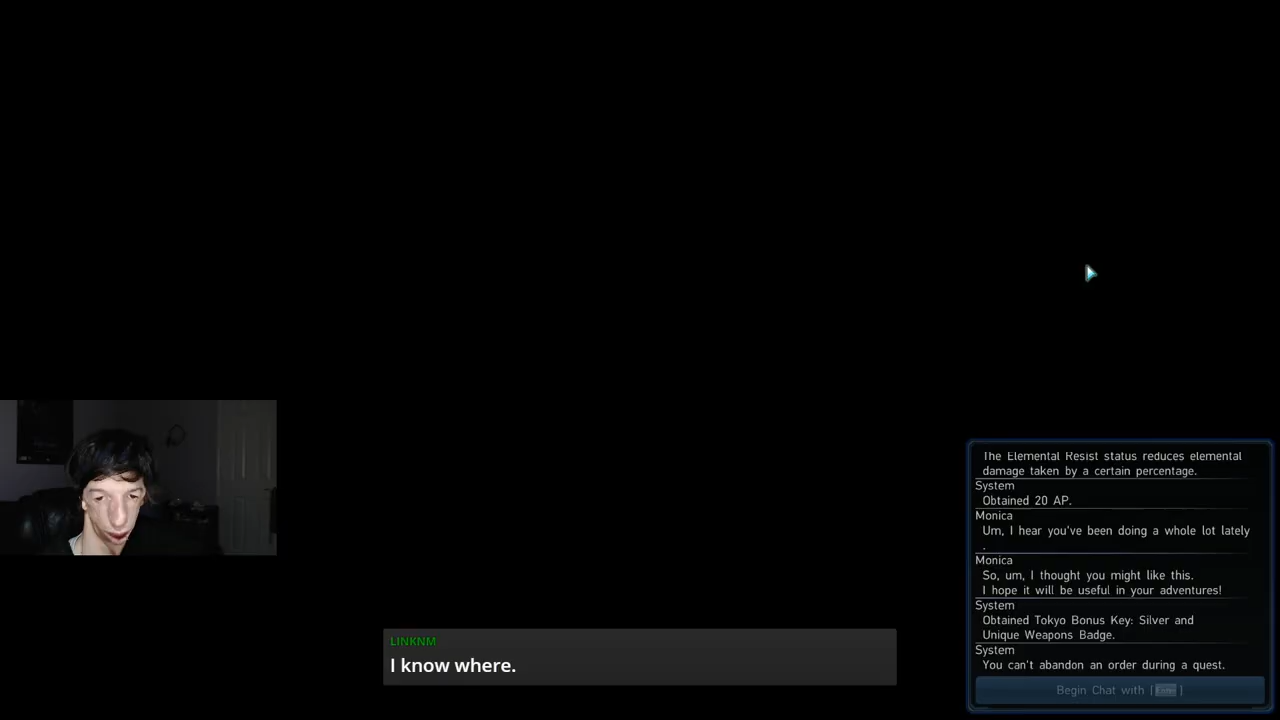 The Elemental Resist status reduces elemental
damage taken by a certain percentage.
System
Obtained 20 AP.
Monica
Um, I hear you've been doing a whole lot lately
.
Monica
So, um, I thought you might like this.
I hope it will be useful in your adventures!
System
Obtained Tokyo Bonus Key: Silver and
Unique Weapons Badge.
System
You can't abandon an order during a quest.
Begin Chat with [Enter]
LINKNM
I know where.